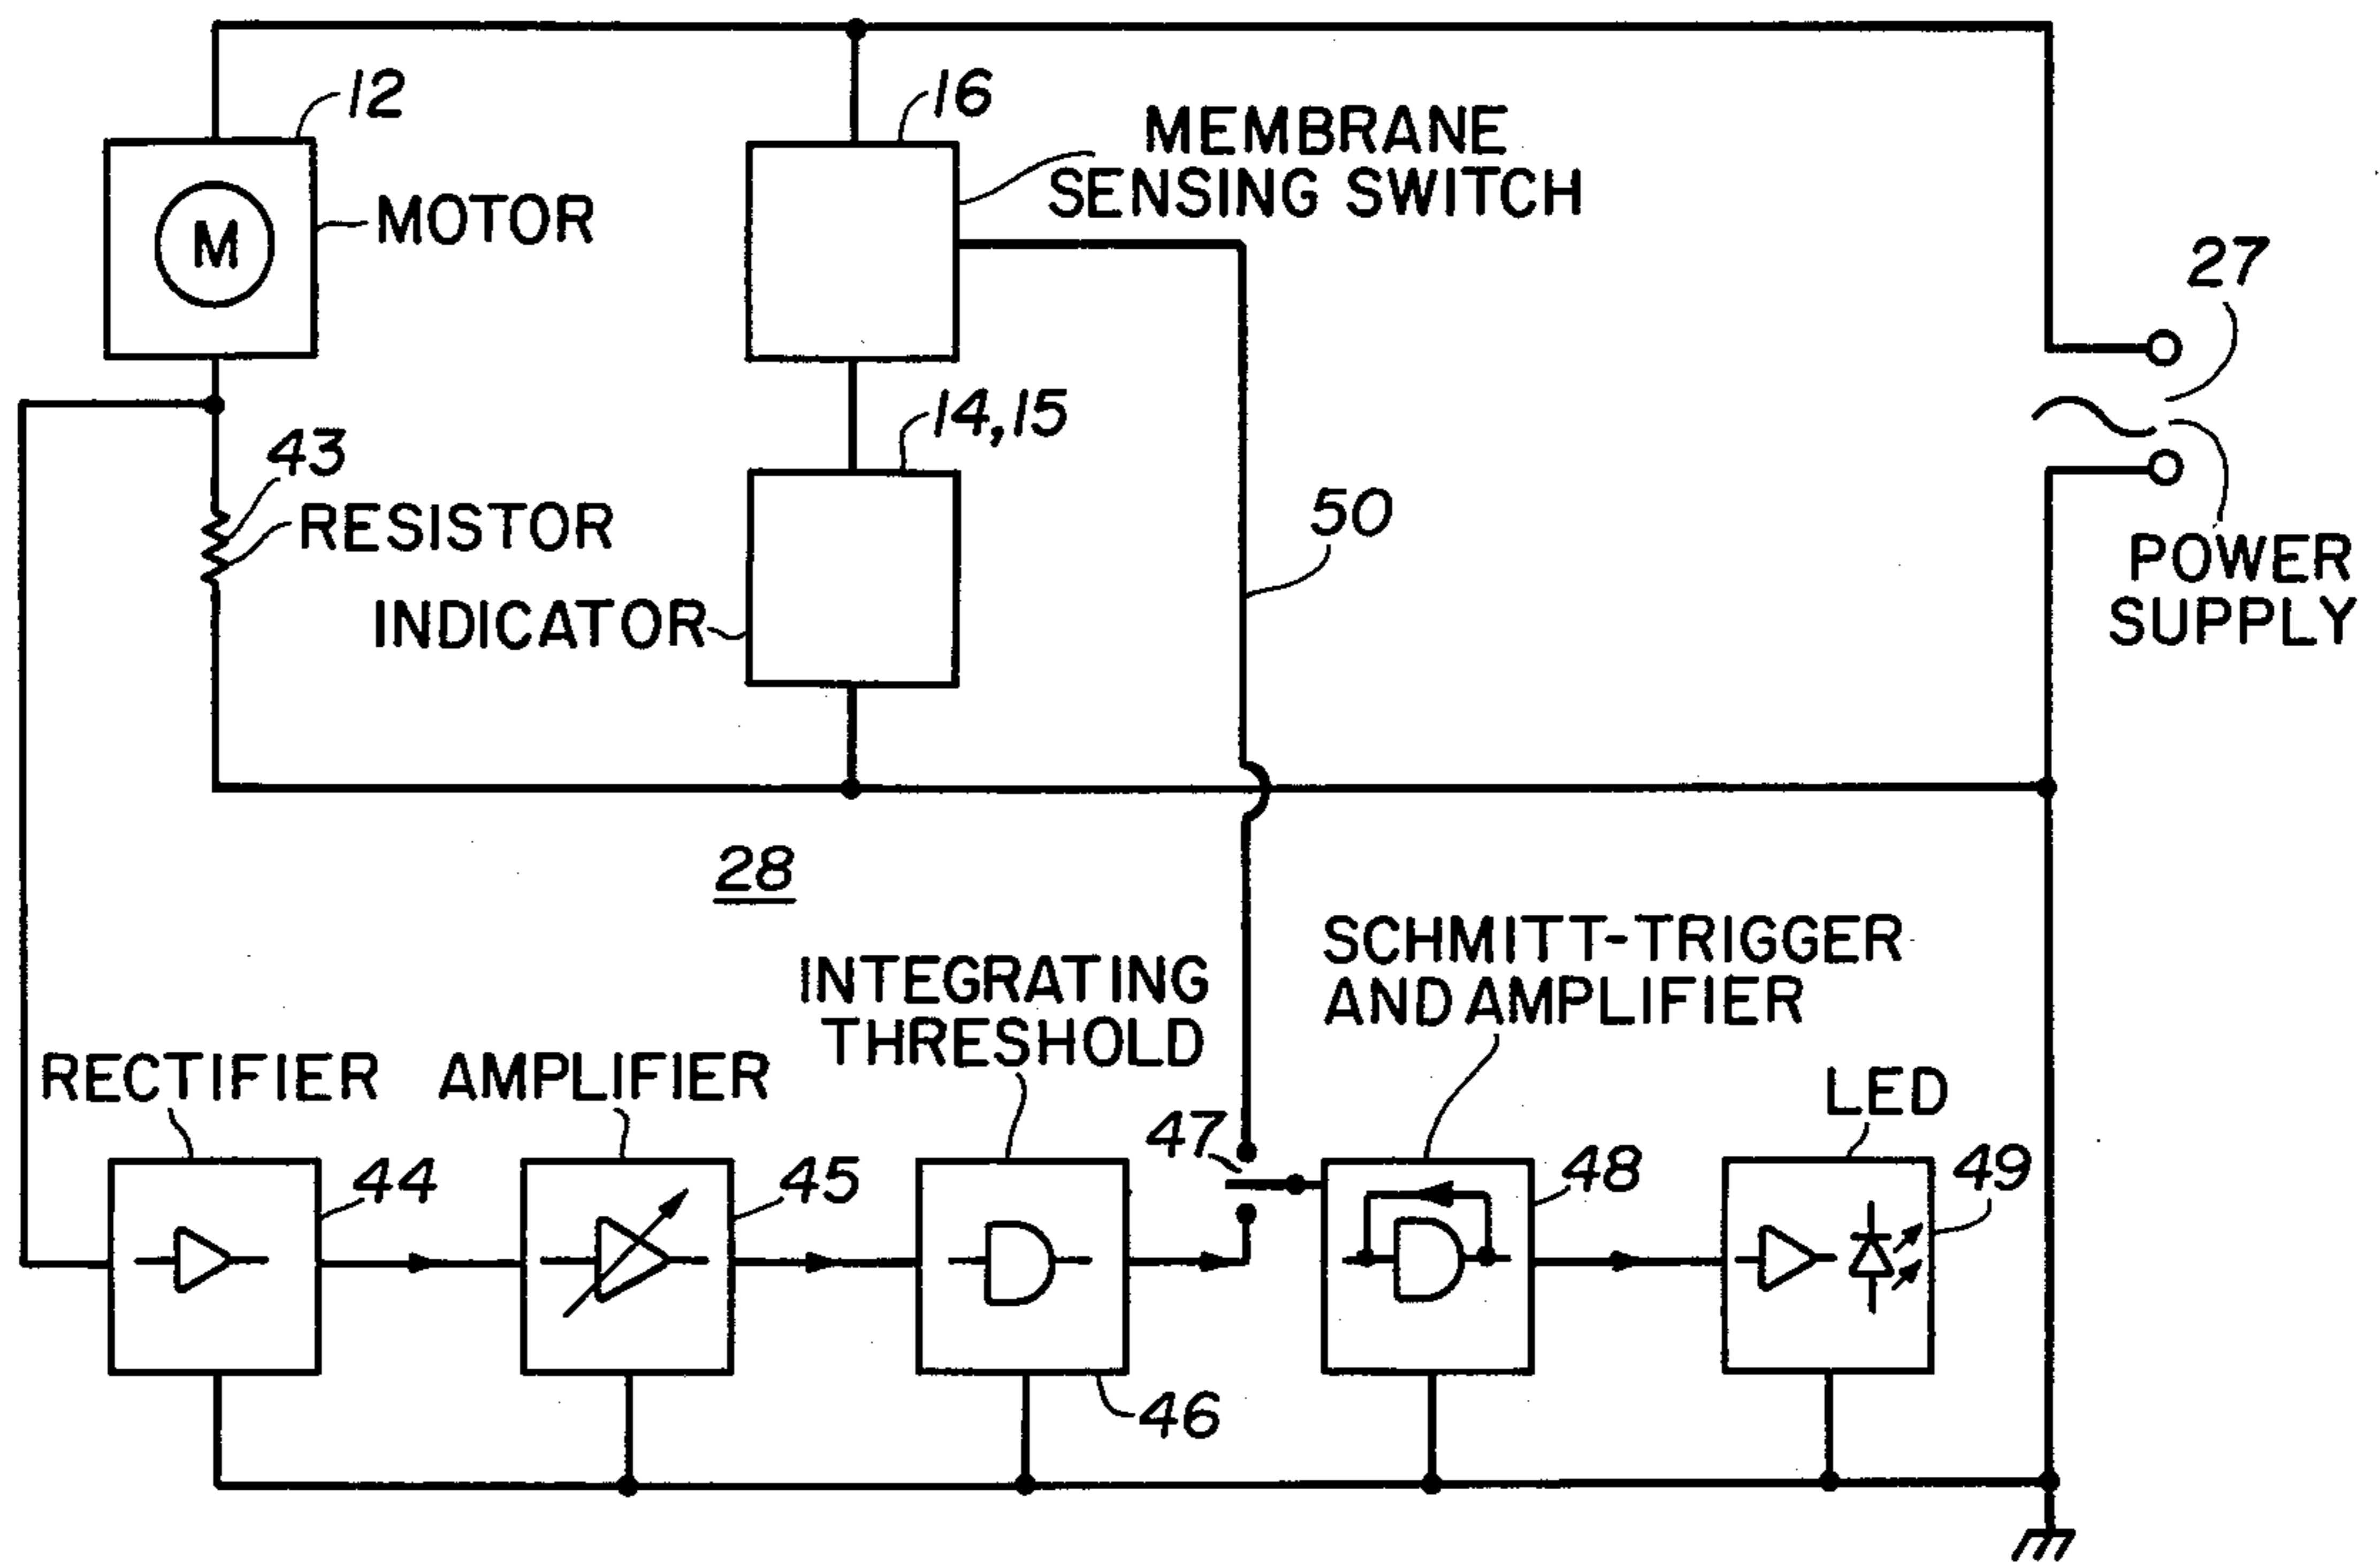 12
16
MEMBRANE
SENSING SWITCH
M
MOTOR
27
14,15
43
RESISTOR
50
POWER
SUPPLY
INDICATOR
28
SCHMITT-TRIGGER
AND AMPLIFIER
INTEGRATING
THRESHOLD
RECTIFIER
AMPLIFIER
LED
47
44
45
48
49
46